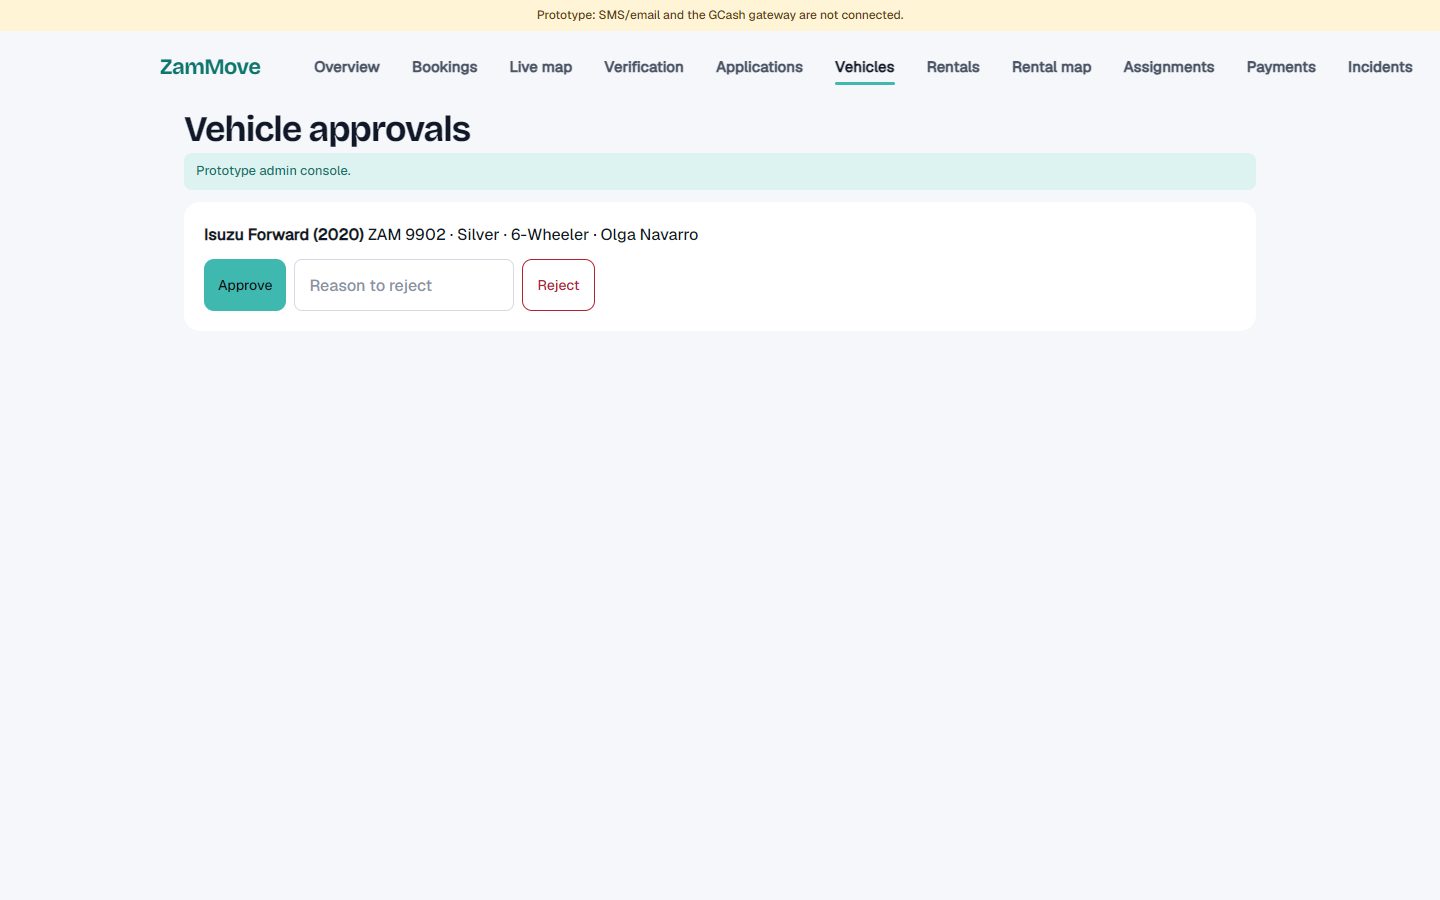 Prototype: SMS/email and the GCash gateway are not connected.
ZamMove Overview Bookings Live map Verification Applications Vehicles Rentals Rental map Assignments Payments Incidents
Vehicle approvals
Prototype admin console.
Isuzu Forward (2020) ZAM 9902 · Silver · 6-Wheeler · Olga Navarro
Approve Reason to reject Reject